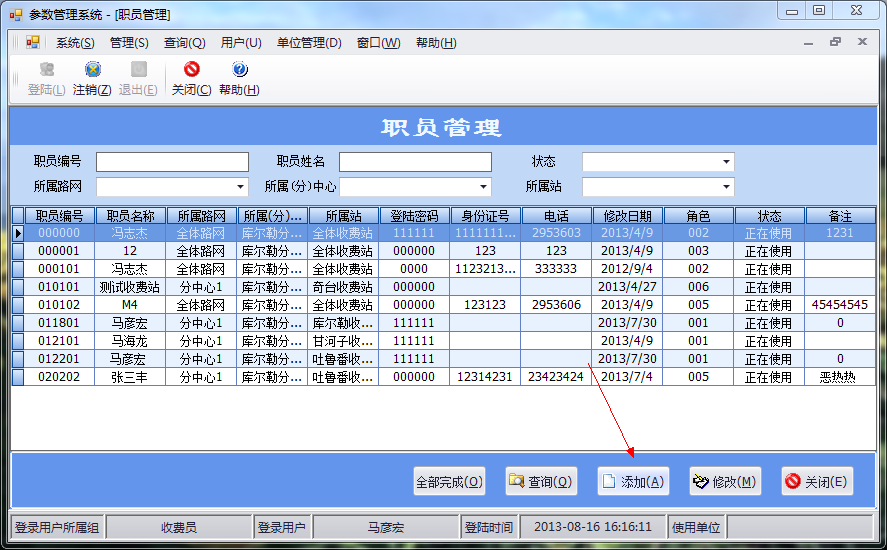 参数管理系统 - [职员管理]
系统(S) 管理(S) 查询(Q) 用户(U) 单位管理(D) 窗口(W) 帮助(H)
登陆(L) 注销(Z) 退出(E) 关闭(C) 帮助(H)
职员管理
职员编号 职员姓名 状态
所属路网 所属(分)中心 所属站
职员编号 职员名称 所属路网 所属(分)... 所属站 登陆密码 身份证号 电话 修改日期 角色 状态 备注
000000 冯志杰 全体路网 库尔勒分... 全体收费站 111111 1111111... 2953603 2013/4/9 002 正在使用 1231
000001 12 全体路网 库尔勒分... 全体收费站 000000 123 123 2013/4/9 003 正在使用
000101 冯志杰 全体路网 库尔勒分... 全体收费站 0000 1123213... 333333 2012/9/4 002 正在使用
010101 测试收费站 分中心1 库尔勒分... 奇台收费站 000000 2013/4/27 006 正在使用
010102 M4 全体路网 库尔勒分... 全体收费站 000000 123123 2953606 2013/4/9 005 正在使用 45454545
011801 马彦宏 分中心1 库尔勒分... 库尔勒收... 111111 2013/7/30 001 正在使用 0
012101 马海龙 分中心1 库尔勒分... 甘河子收... 111111 2013/4/9 001 正在使用
012201 马彦宏 分中心1 库尔勒分... 吐鲁番收... 111111 2013/7/30 001 正在使用 0
020202 张三丰 分中心1 库尔勒分... 吐鲁番收... 000000 12314231 23423424 2013/7/4 005 正在使用 恶热热
全部完成(O) 查询(Q) 添加(A) 修改(M) 关闭(E)
登录用户所属组 收费员 登录用户 马彦宏 登陆时间 2013-08-16 16:16:11 使用单位